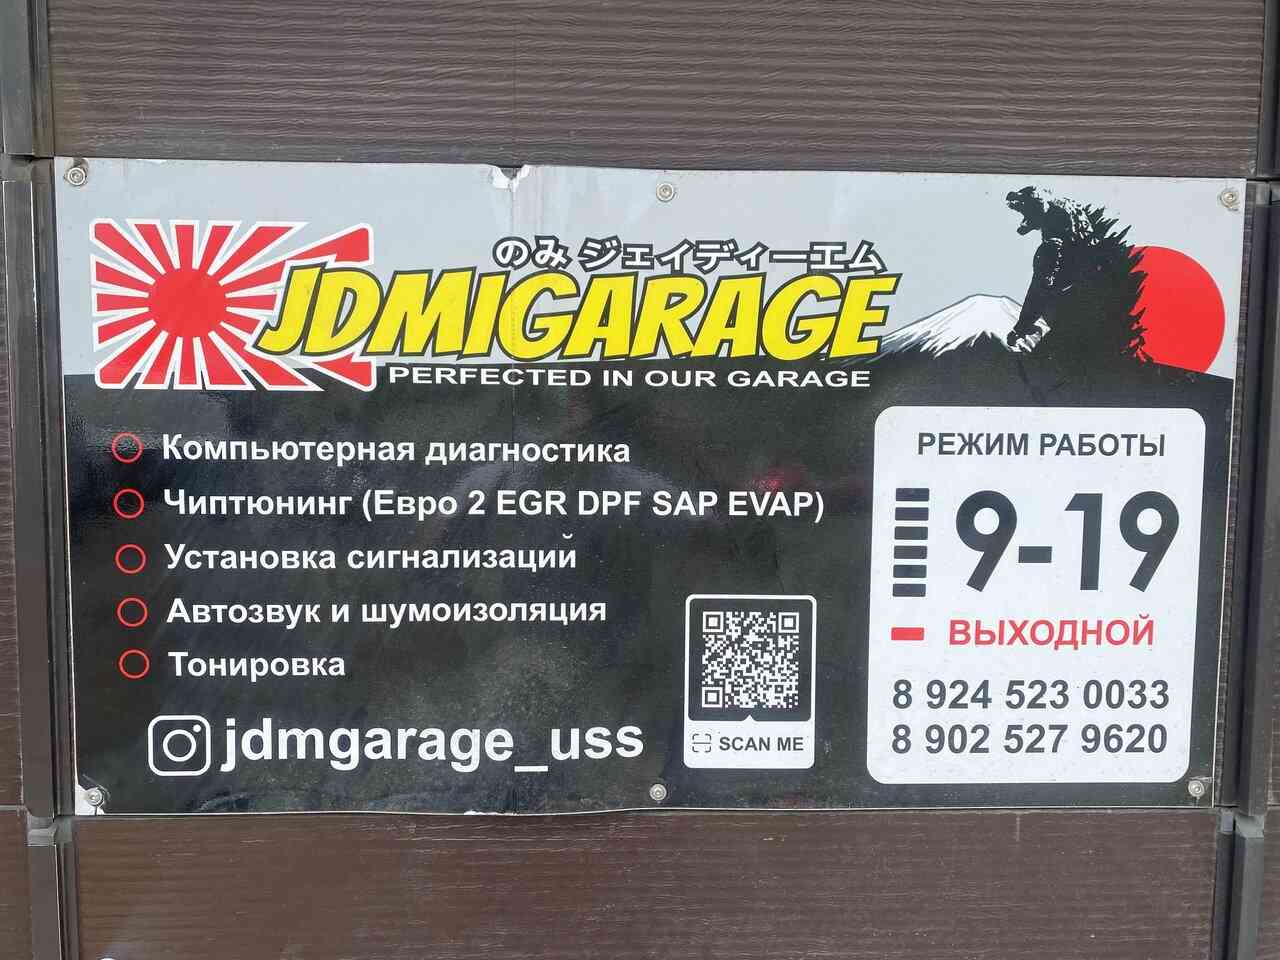 のみ ジェイディーエム
JDMIGARAGE
PERFECTED IN OUR GARAGE
Компьютерная диагностика
Чиптюнинг (Евро 2 EGR DPF SAP EVAP)
Установка сигнализаций
Автозвук и шумоизоляция
Тонировка
jdmgarage_uss
SCAN ME
РЕЖИМ РАБОТЫ
9-19
ВЫХОДНОЙ
8 924 523 0033
8 902 527 9620